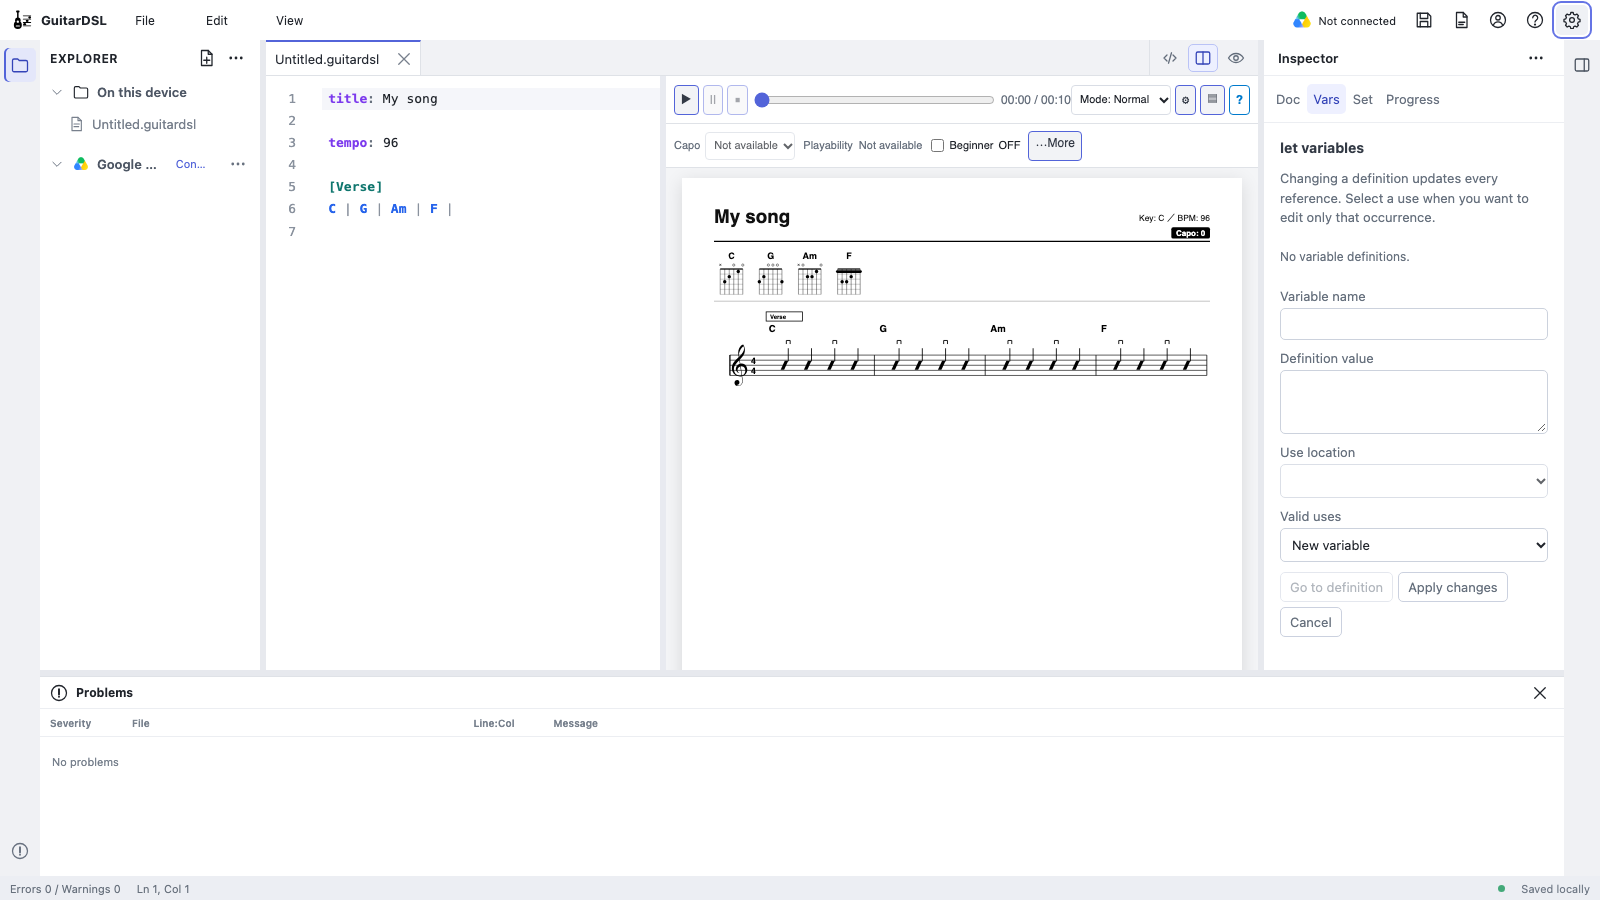 GuitarDSL
File
Edit
View
Not connected
EXPLORER
On this device
Untitled.guitardsl
Google ...
Con...
Untitled.guitardsl
1 title: My song
2
3 tempo: 96
4
5 [Verse]
6 C | G | Am | F |
7
00:00 / 00:10
Mode: Normal
?
Capo
Not available
Playability
Not available
Beginner OFF
...More
My song
Key: C / BPM: 96
Capo: 0
C G Am F
Verse
C G Am F
4
4
Inspector
Doc
Vars
Set
Progress
let variables
Changing a definition updates every
reference. Select a use when you want to
edit only that occurrence.
No variable definitions.
Variable name
Definition value
Use location
Valid uses
New variable
Go to definition
Apply changes
Cancel
Problems
Severity
File
Line:Col
Message
No problems
Errors 0 / Warnings 0
Ln 1, Col 1
Saved locally